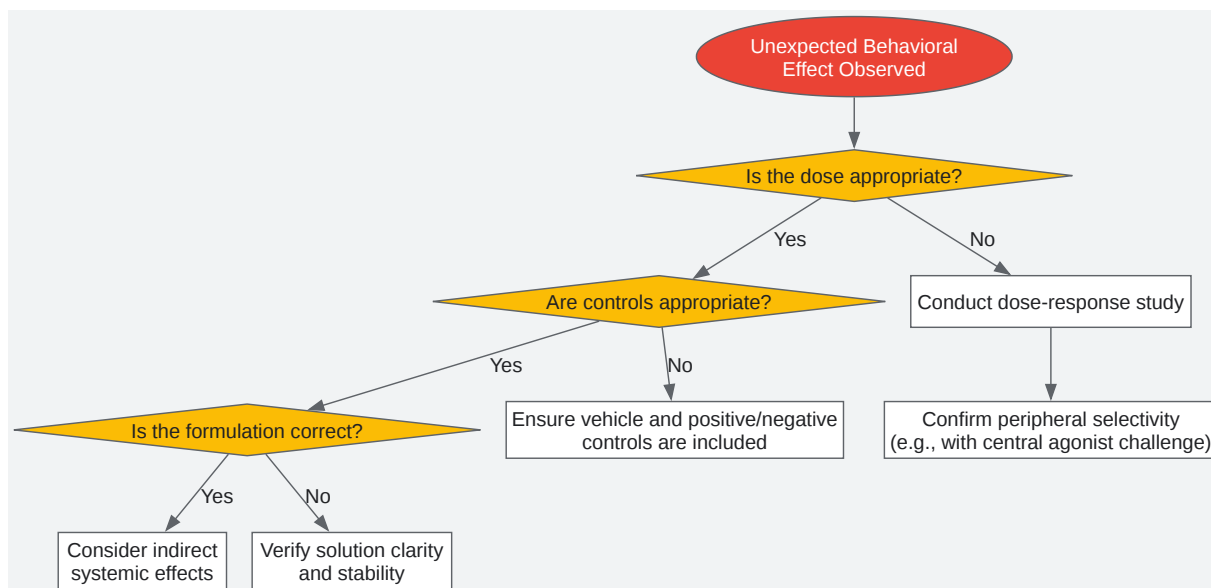 Unexpected Behavioral
Effect Observed
Is the dose appropriate?
Yes
No
Are controls appropriate?
Conduct dose-response study
Yes
No
Is the formulation correct?
Ensure vehicle and positive/negative
controls are included
Confirm peripheral selectivity
(e.g., with central agonist challenge)
Yes
No
Consider indirect
systemic effects
Verify solution clarity
and stability